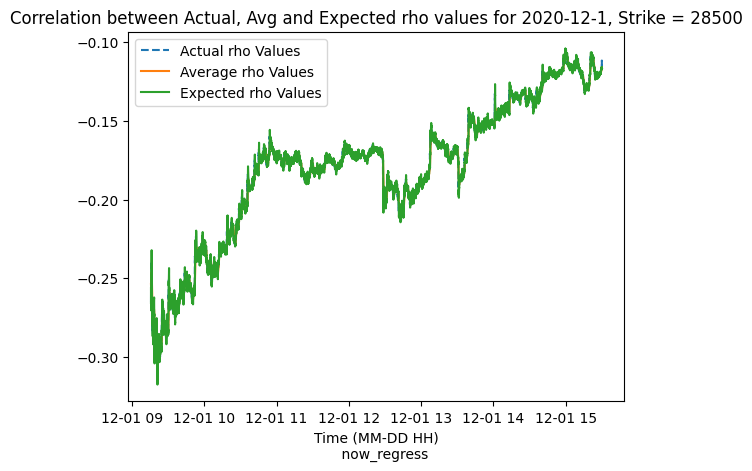 Correlation between Actual, Avg and Expected rho values for 2020-12-1, Strike = 28500
Actual rho Values
Average rho Values
Expected rho Values
−0.10
−0.15
−0.20
−0.25
−0.30
12-01 09 12-01 10 12-01 11 12-01 12 12-01 13 12-01 14 12-01 15
Time (MM-DD HH)
now_regress